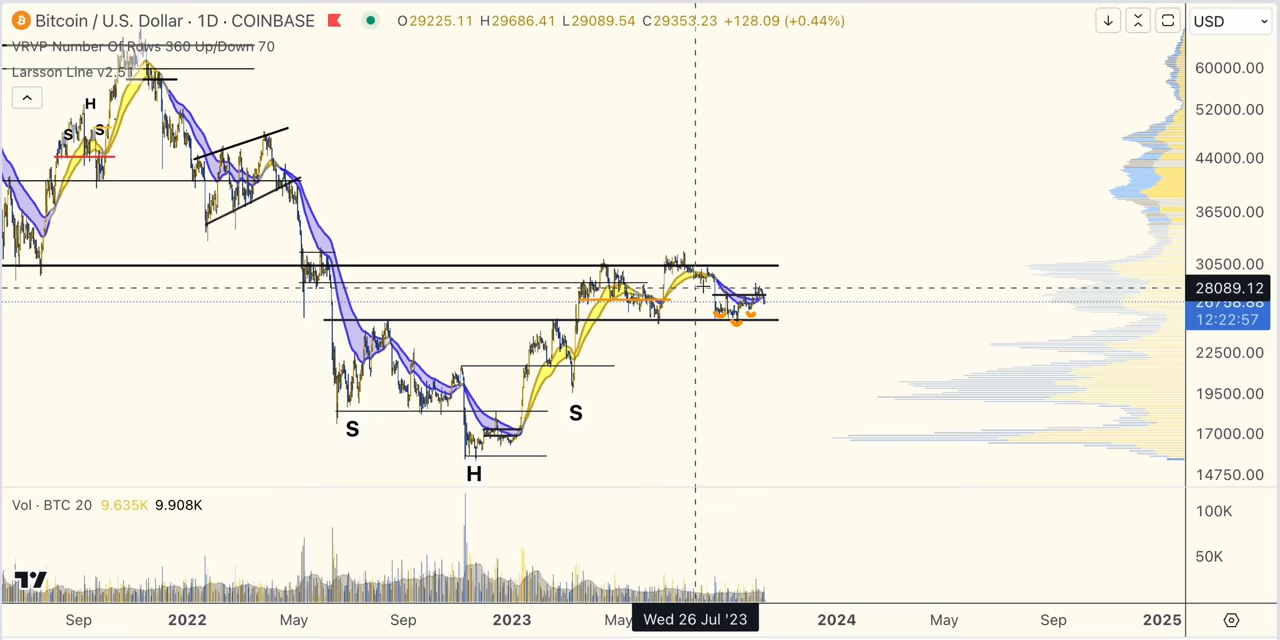 Bitcoin / U.S. Dollar · 1D · COINBASE O29225.11 H29686.41 L29089.54 C29353.23 +128.09 (+0.44%)
USD
VRVP Number Of Rows 360 Up/Down 70
Larsson Line v2.51
60000.00
52000.00
44000.00
36500.00
30500.00
28089.12
26758.88
12:22:57
22500.00
19500.00
17000.00
14750.00
H
S
S
S
S
H
Vol · BTC 20 9.635K 9.908K
100K
50K
Sep 2022 May Sep 2023 May Wed 26 Jul '23 2024 May Sep 2025